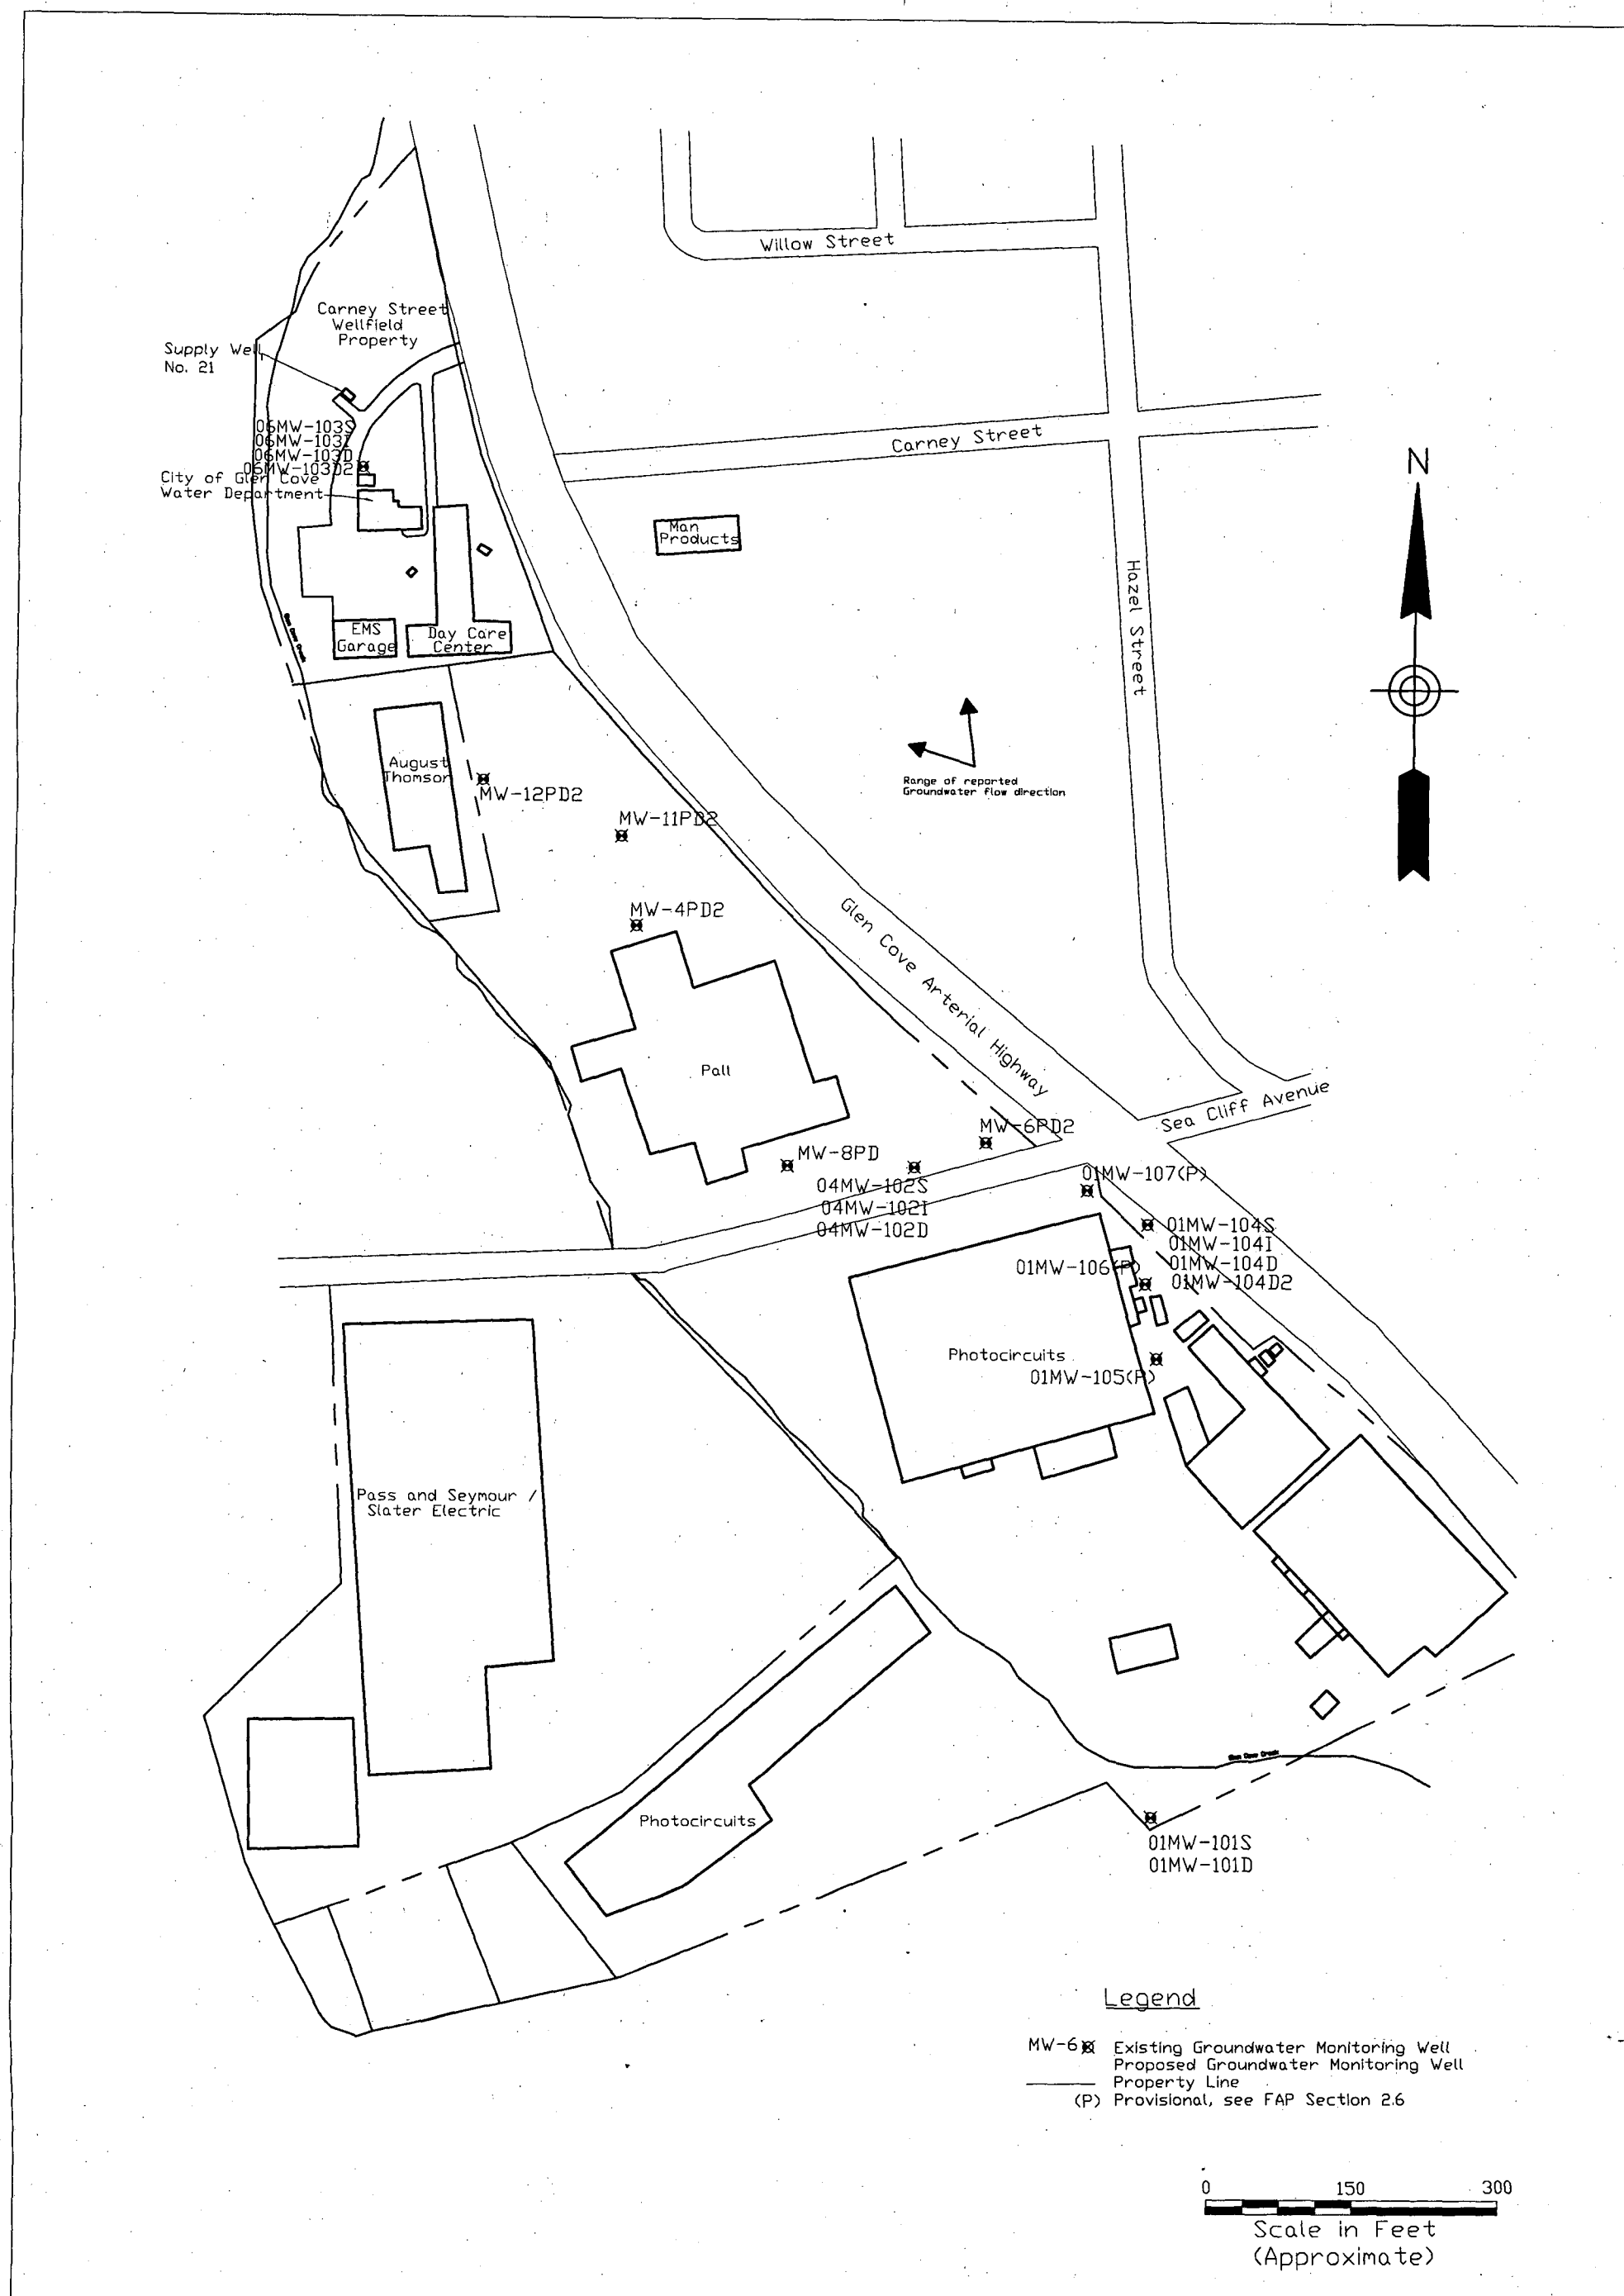 Willow Street
Carney Street
Wellfield
Property
Supply Well
No. 21
06MW-103S
06MW-103I
06MW-103D
06MW-103D2
City of Glen Cove
Water Department
Carney Street
Man
Products
Hazel Street
N
EMS
Garage
Day Care
Center
Glen Cove Creek
August
Thomson
MW-12PD2
Range of reported
Groundwater flow direction
MW-11PD2
MW-4PD2
Glen Cove Arterial Highway
Pall
Sea Cliff Avenue
MW-6PD2
MW-8PD
04MW-102S
04MW-102I
04MW-102D
01MW-107(P)
01MW-104S
01MW-104I
01MW-104D
01MW-104D2
01MW-106(P)
Photocircuits
01MW-105(P)
Pass and Seymour /
Slater Electric
Glen Cove Creek
Photocircuits
01MW-101S
01MW-101D
Legend
MW-6 Existing Groundwater Monitoring Well
Proposed Groundwater Monitoring Well
Property Line
(P) Provisional, see FAP Section 2.6
0 150 300
Scale in Feet
(Approximate)